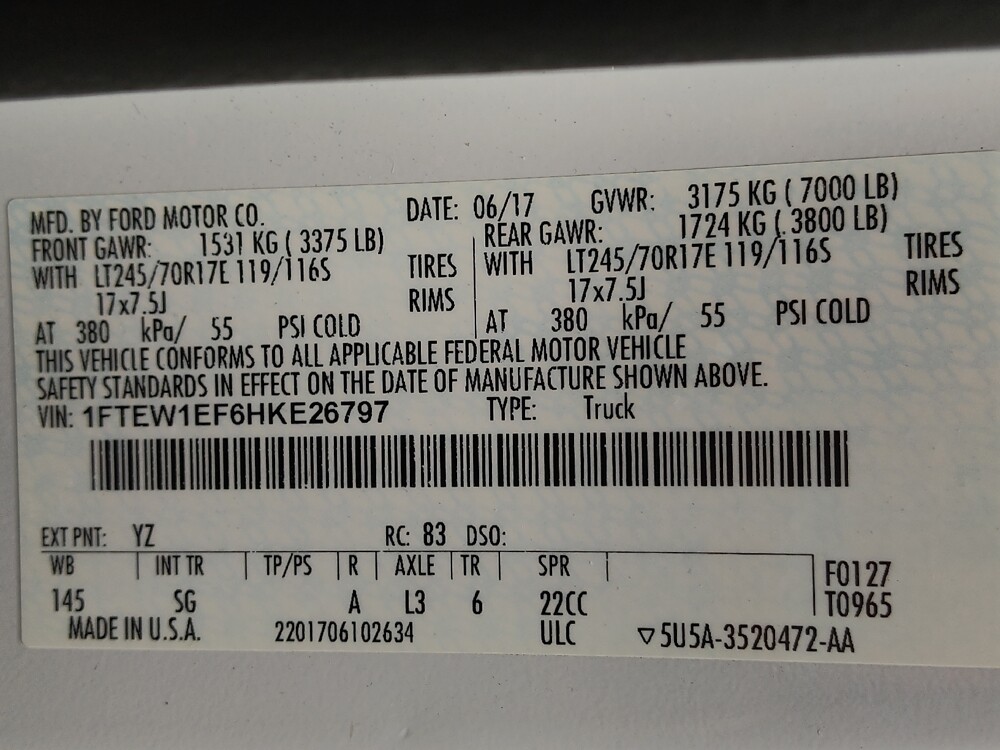 MFD. BY FORD MOTOR CO. DATE: 06/17 GVWR: 3175 KG ( 7000 LB)
FRONT GAWR: 1531 KG ( 3375 LB) REAR GAWR: 1724 KG ( 3800 LB)
WITH LT245/70R17E 119/116S TIRES WITH LT245/70R17E 119/116S TIRES
17x7.5J RIMS 17x7.5J RIMS
AT 380 kPa/ 55 PSI COLD AT 380 kPa/ 55 PSI COLD
THIS VEHICLE CONFORMS TO ALL APPLICABLE FEDERAL MOTOR VEHICLE
SAFETY STANDARDS IN EFFECT ON THE DATE OF MANUFACTURE SHOWN ABOVE.
VIN: 1FTEW1EF6HKE26797 TYPE: Truck
EXT PNT: YZ RC: 83 DSO:
WB INT TR TP/PS R AXLE TR SPR F0127
145 SG A L3 6 22CC T0965
MADE IN U.S.A. 2201706102634 ULC ▽5U5A-3520472-AA